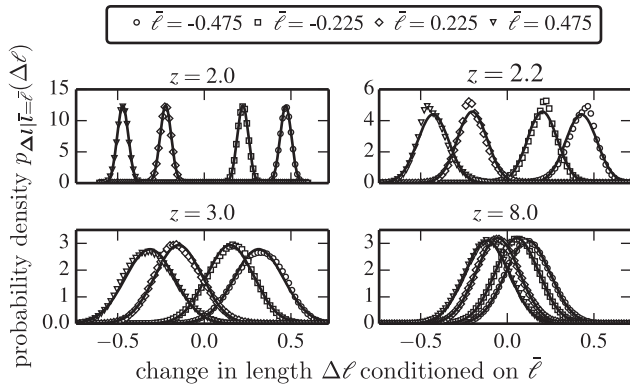 ℓ̄ = -0.475 ℓ̄ = -0.225 ℓ̄ = 0.225 ℓ̄ = 0.475
z = 2.0
z = 2.2
15
10
5
0
6
4
2
0
z = 3.0
z = 8.0
3
2
1
0.0
3
2
1
0
−0.5 0.0 0.5
−0.5 0.0 0.5
probability density p_{Δl|l̄=ℓ̄}(Δℓ)
change in length Δℓ conditioned on ℓ̄